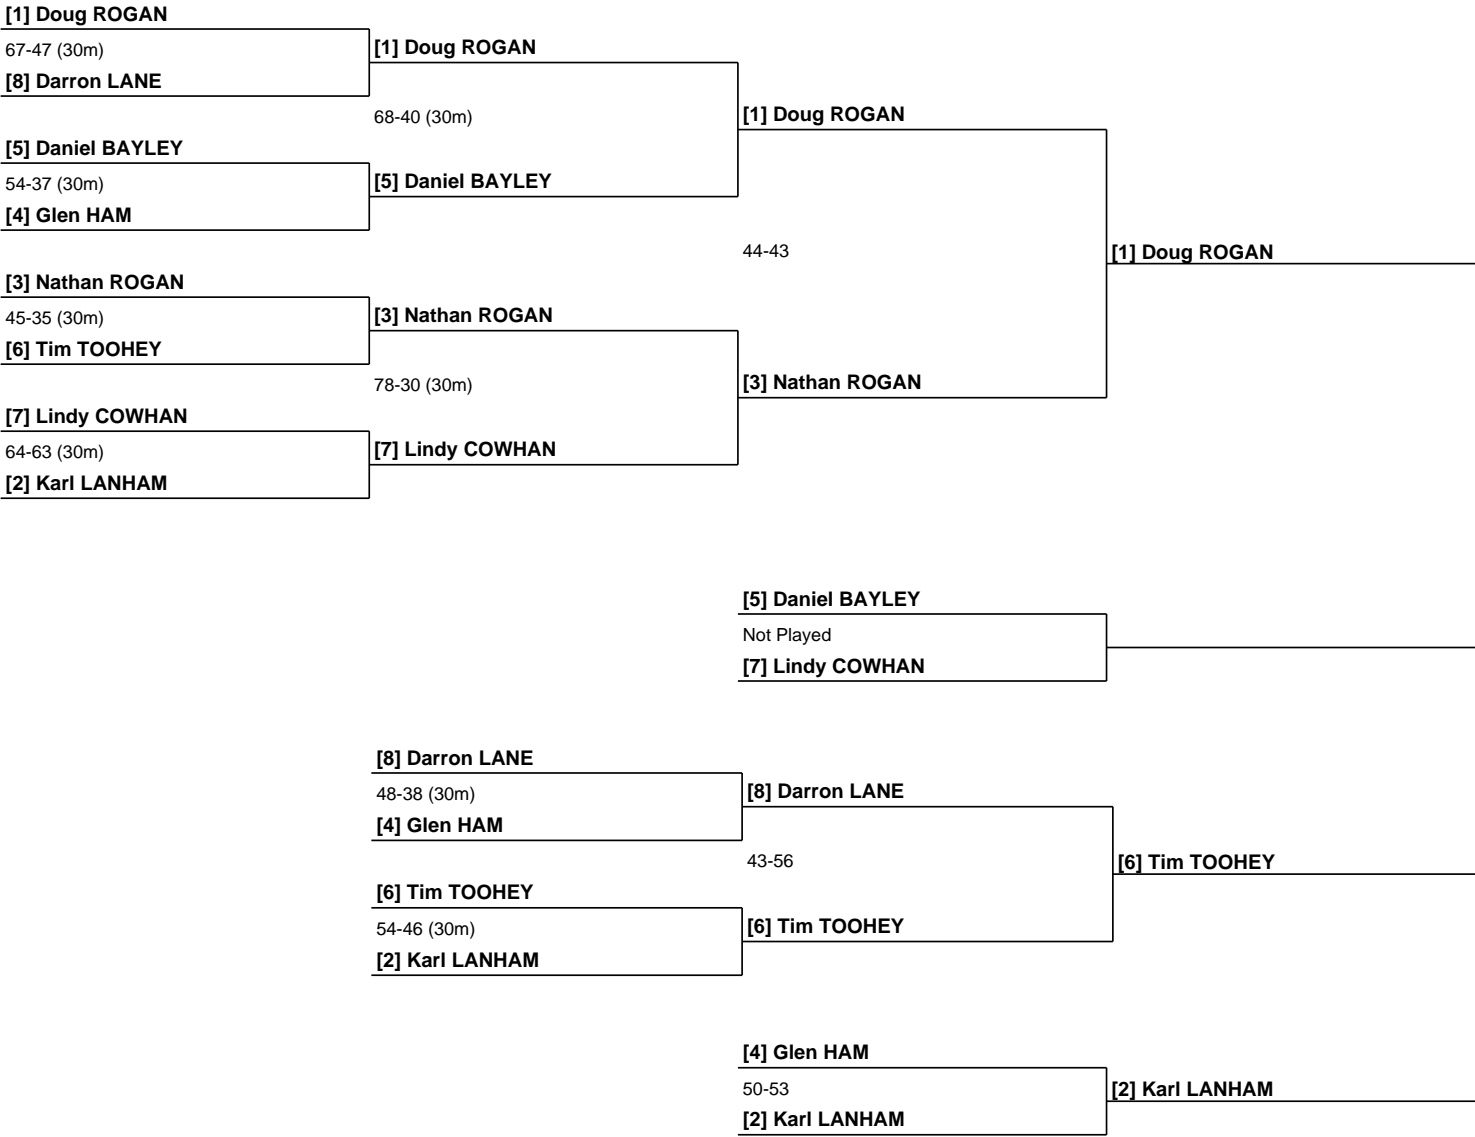 [1] Doug ROGAN
67-47 (30m)
[8] Darron LANE
[1] Doug ROGAN
68-40 (30m)
[5] Daniel BAYLEY
54-37 (30m)
[4] Glen HAM
[5] Daniel BAYLEY
[1] Doug ROGAN
44-43
[1] Doug ROGAN
[3] Nathan ROGAN
45-35 (30m)
[6] Tim TOOHEY
[3] Nathan ROGAN
78-30 (30m)
[3] Nathan ROGAN
[7] Lindy COWHAN
64-63 (30m)
[2] Karl LANHAM
[7] Lindy COWHAN
[5] Daniel BAYLEY
Not Played
[7] Lindy COWHAN
[8] Darron LANE
48-38 (30m)
[4] Glen HAM
[8] Darron LANE
43-56
[6] Tim TOOHEY
[6] Tim TOOHEY
54-46 (30m)
[2] Karl LANHAM
[6] Tim TOOHEY
[4] Glen HAM
50-53
[2] Karl LANHAM
[2] Karl LANHAM